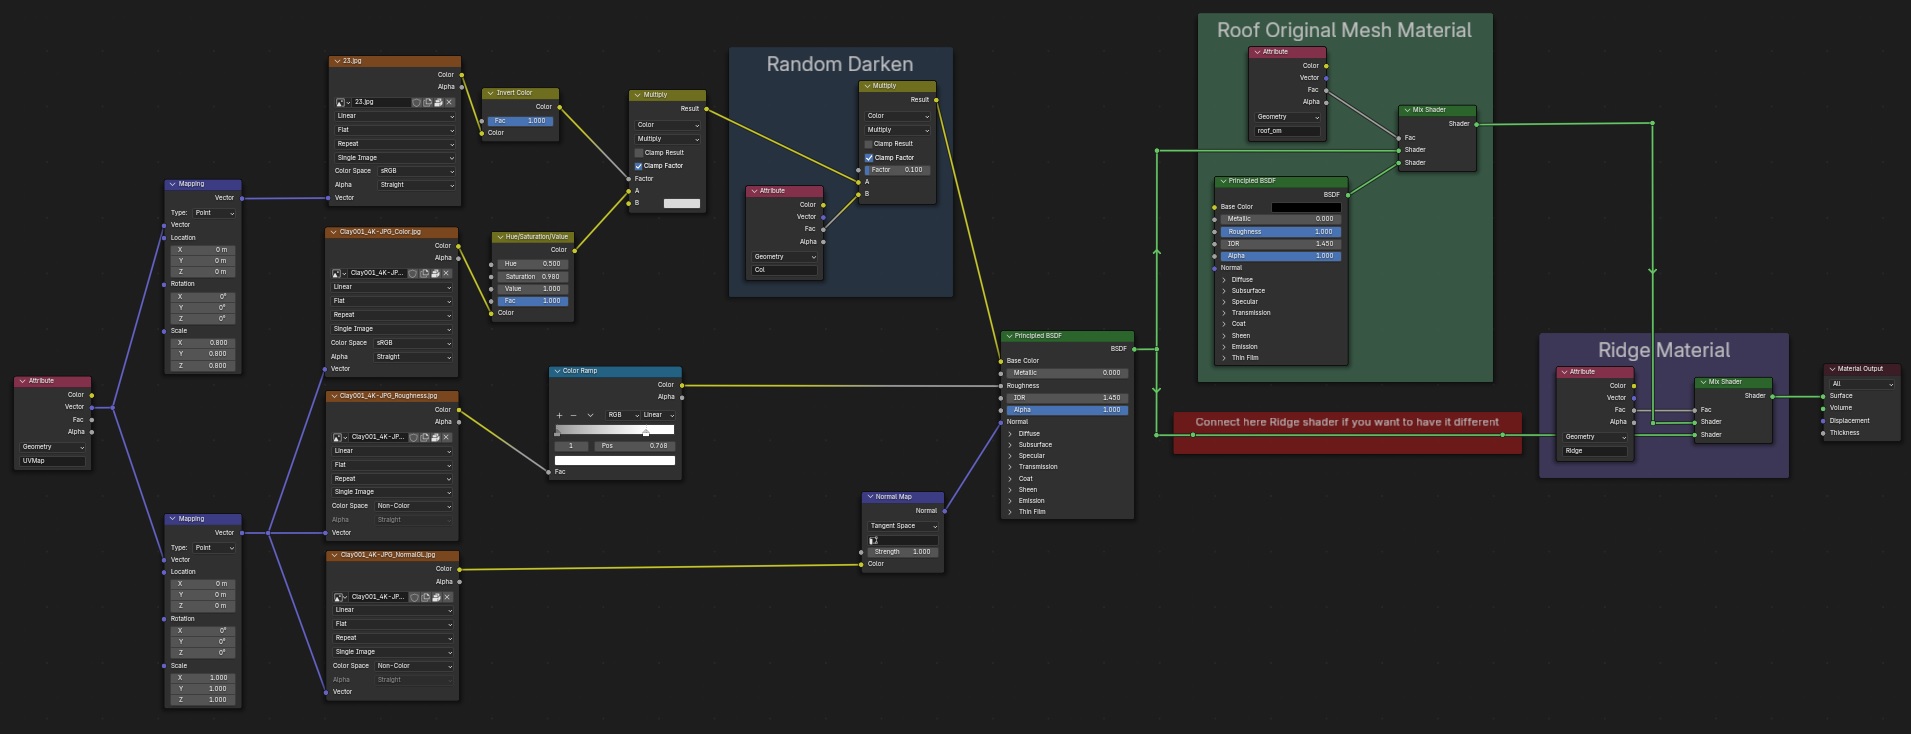 Attribute
Color
Vector
Fac
Alpha
Geometry
UVMap
Mapping
Vector
Type: Point
Vector
Location
X 0 m
Y 0 m
Z 0 m
Rotation
X 0°
Y 0°
Z 0°
Scale
X 0.800
Y 0.800
Z 0.800
Mapping
Vector
Type: Point
Vector
Location
X 0 m
Y 0 m
Z 0 m
Rotation
X 0°
Y 0°
Z 0°
Scale
X 1.000
Y 1.000
Z 1.000
23.jpg
Color
Alpha
23.jpg
Linear
Flat
Repeat
Single Image
Color Space sRGB
Alpha Straight
Vector
Clay001_4K-JPG_Color.jpg
Color
Alpha
Clay001_4K-JP...
Linear
Flat
Repeat
Single Image
Color Space sRGB
Alpha Straight
Vector
Clay001_4K-JPG_Roughness.jpg
Color
Alpha
Clay001_4K-JP...
Linear
Flat
Repeat
Single Image
Color Space Non-Color
Alpha Straight
Vector
Clay001_4K-JPG_NormalGL.jpg
Color
Alpha
Clay001_4K-JP...
Linear
Flat
Repeat
Single Image
Color Space Non-Color
Alpha Straight
Vector
Invert Color
Color
Fac 1.000
Color
Hue/Saturation/Value
Color
Hue 0.500
Saturation 0.980
Value 1.000
Fac 1.000
Color
Multiply
Result
Color
Multiply
Clamp Result
Clamp Factor
Factor
A
B
Color Ramp
Color
Alpha
RGB Linear
1 Pos 0.768
Fac
Random Darken
Multiply
Result
Color
Multiply
Clamp Result
Clamp Factor
Factor 0.100
A
B
Attribute
Color
Vector
Fac
Alpha
Geometry
Col
Normal Map
Normal
Tangent Space
Strength 1.000
Color
Principled BSDF
BSDF
Base Color
Metallic 0.000
Roughness
IOR 1.450
Alpha 1.000
Normal
Diffuse
Subsurface
Specular
Transmission
Coat
Sheen
Emission
Thin Film
Roof Original Mesh Material
Attribute
Color
Vector
Fac
Alpha
Geometry
roof_om
Mix Shader
Shader
Fac
Shader
Shader
Principled BSDF
BSDF
Base Color
Metallic 0.000
Roughness 1.000
IOR 1.450
Alpha 1.000
Normal
Diffuse
Subsurface
Specular
Transmission
Coat
Sheen
Emission
Thin Film
Connect here Ridge shader if you want to have it different
Ridge Material
Attribute
Color
Vector
Fac
Alpha
Geometry
Ridge
Mix Shader
Shader
Fac
Shader
Shader
Material Output
All
Surface
Volume
Displacement
Thickness